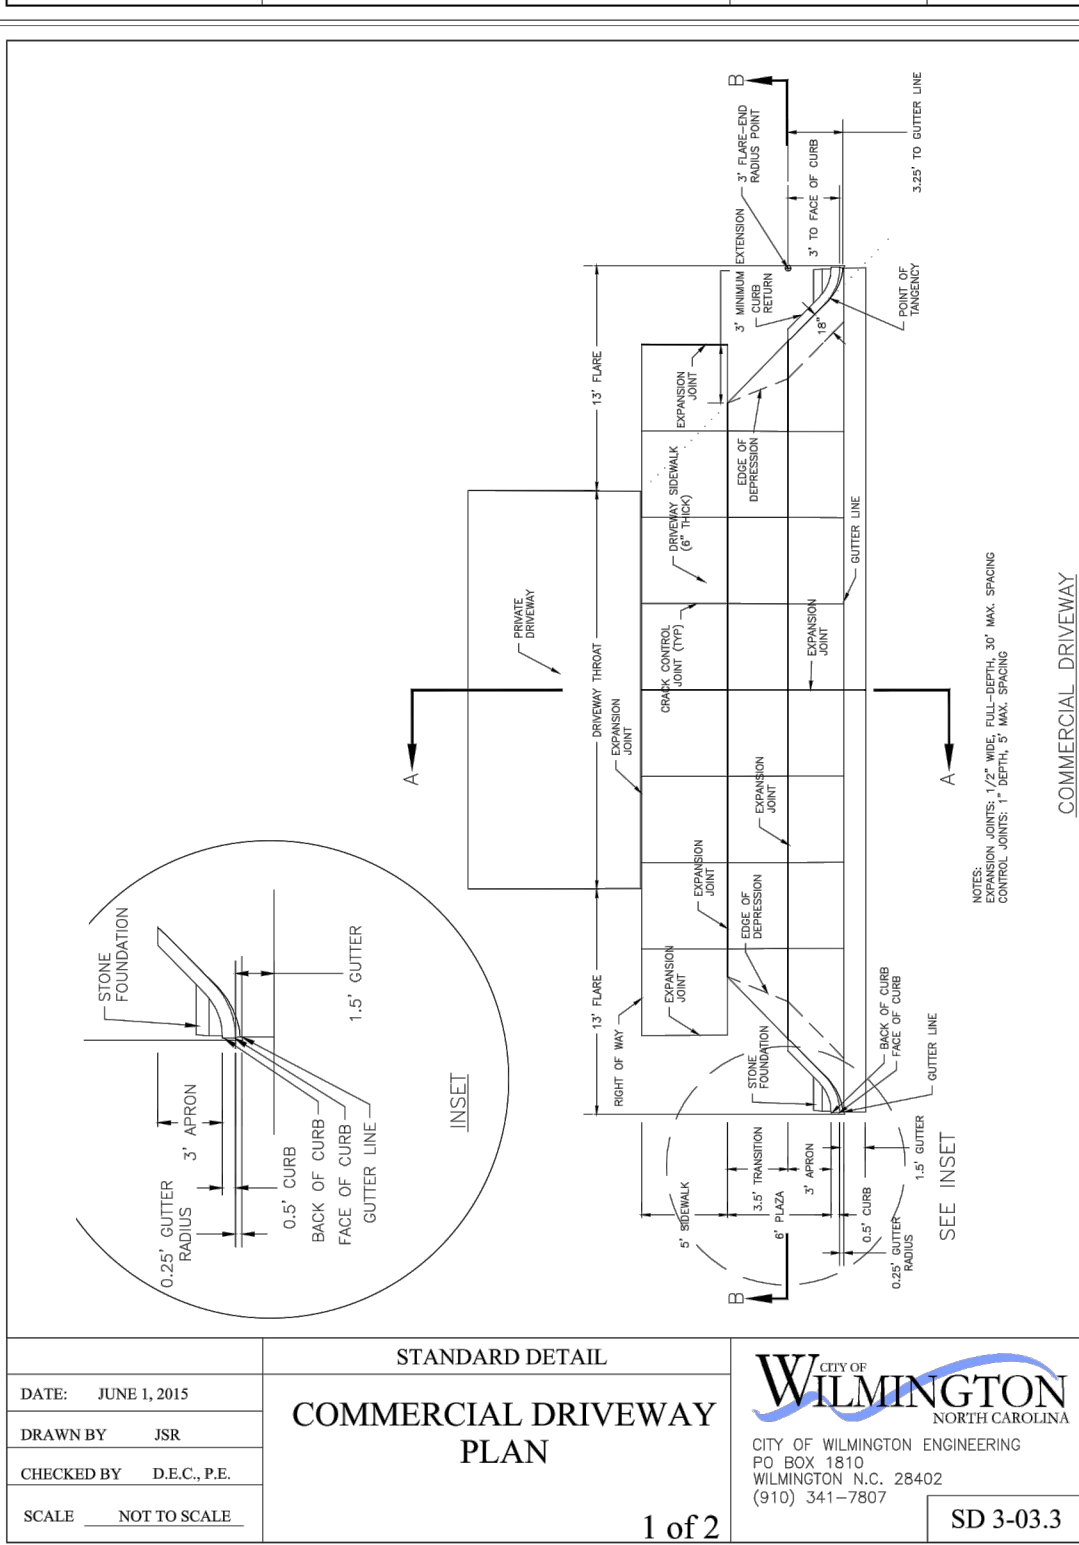 B
3' FLARE-END
RADIUS POINT
3.25' TO GUTTER LINE
3' TO FACE OF CURB
3' MINIMUM EXTENSION
CURB
RETURN
18"
POINT OF
TANGENCY
13' FLARE
EXPANSION
JOINT
EDGE OF
DEPRESSION
DRIVEWAY SIDEWALK
(6" THICK)
GUTTER LINE
PRIVATE
DRIVEWAY
DRIVEWAY THROAT
CRACK CONTROL
JOINT (TYP)
EXPANSION
JOINT
EXPANSION
JOINT
A
A
EXPANSION
JOINT
EXPANSION
JOINT
EDGE OF
DEPRESSION
EXPANSION
JOINT
13' FLARE
RIGHT OF WAY
STONE
FOUNDATION
BACK OF CURB
FACE OF CURB
GUTTER LINE
5' SIDEWALK
3.5' TRANSITION
6' PLAZA
3' APRON
0.5' CURB
0.25' GUTTER
RADIUS
1.5' GUTTER
SEE INSET
B
NOTES:
EXPANSION JOINTS: 1/2" WIDE, FULL-DEPTH, 30' MAX. SPACING
CONTROL JOINTS: 1" DEPTH, 5' MAX. SPACING
COMMERCIAL DRIVEWAY
STONE
FOUNDATION
1.5' GUTTER
3' APRON
0.25' GUTTER
RADIUS
0.5' CURB
BACK OF CURB
FACE OF CURB
GUTTER LINE
INSET
STANDARD DETAIL
COMMERCIAL DRIVEWAY
PLAN
1 of 2
DATE: JUNE 1, 2015
DRAWN BY JSR
CHECKED BY D.E.C., P.E.
SCALE NOT TO SCALE
CITY OF
WILMINGTON
NORTH CAROLINA
CITY OF WILMINGTON ENGINEERING
PO BOX 1810
WILMINGTON N.C. 28402
(910) 341-7807
SD 3-03.3